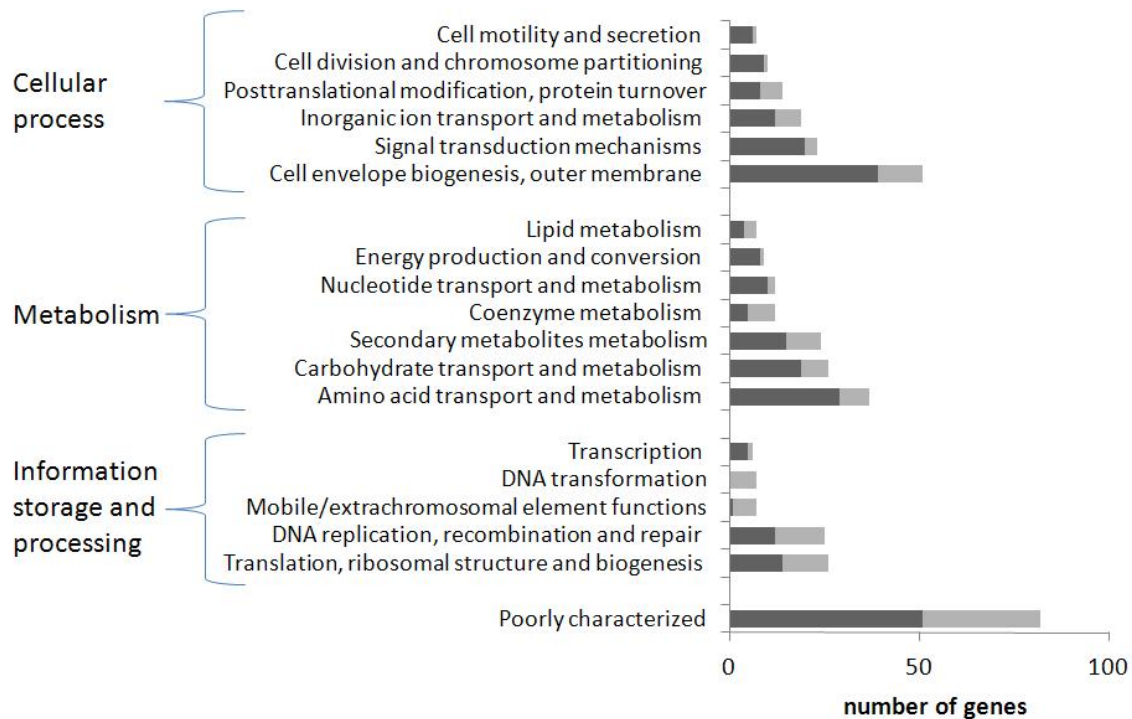 Cellular
process
Cell motility and secretion
Cell division and chromosome partitioning
Posttranslational modification, protein turnover
Inorganic ion transport and metabolism
Signal transduction mechanisms
Cell envelope biogenesis, outer membrane
Metabolism
Lipid metabolism
Energy production and conversion
Nucleotide transport and metabolism
Coenzyme metabolism
Secondary metabolites metabolism
Carbohydrate transport and metabolism
Amino acid transport and metabolism
Information
storage and
processing
Transcription
DNA transformation
Mobile/extrachromosomal element functions
DNA replication, recombination and repair
Translation, ribosomal structure and biogenesis
Poorly characterized
0 50 100
number of genes